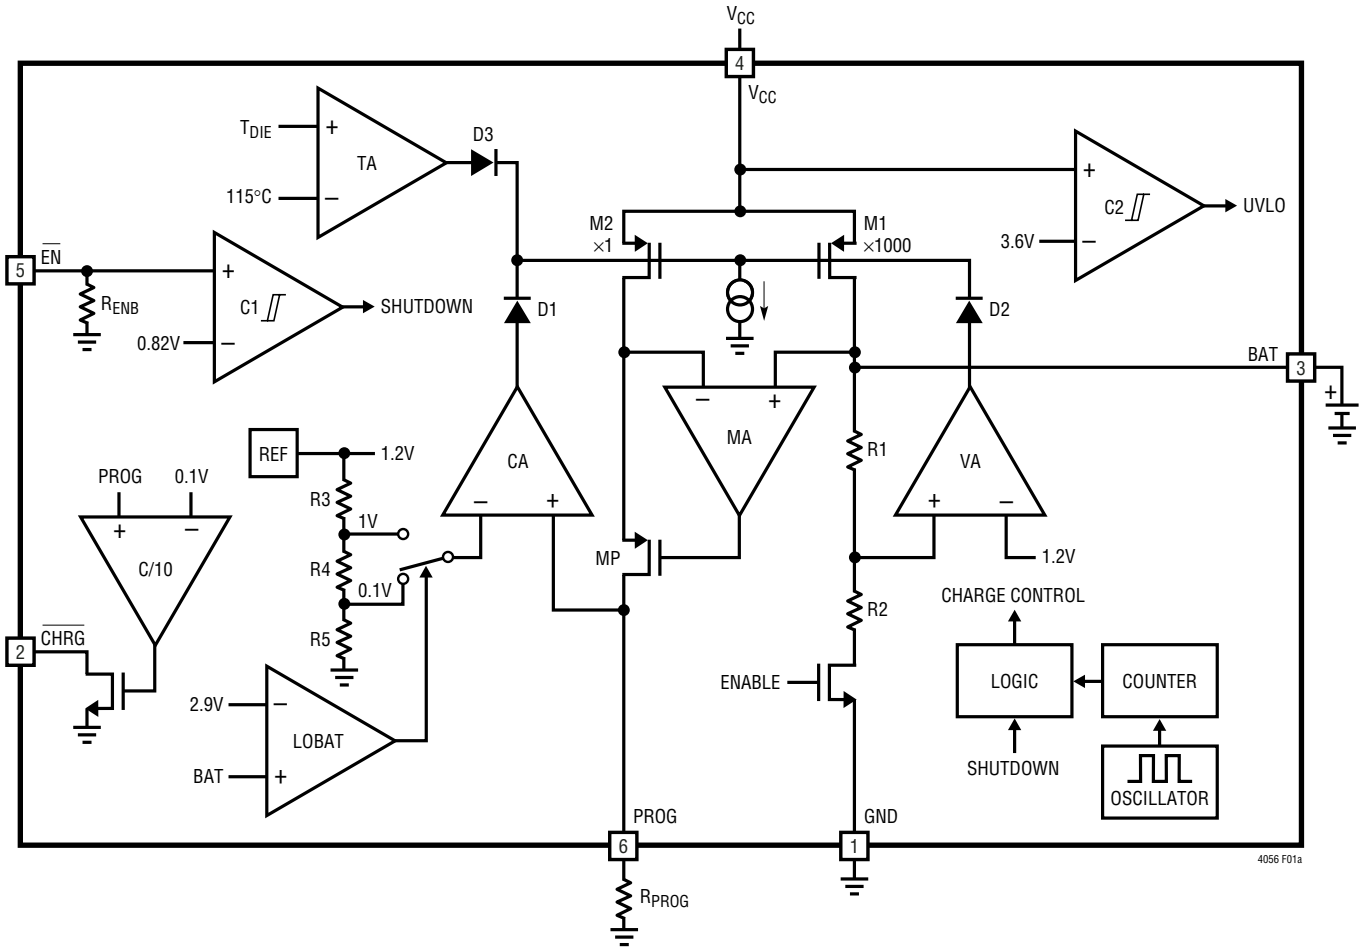 VCC
4
VCC
TDIE
+
TA
115°C
−
D3
M2
×1
M1
×1000
+
C2
3.6V
−
UVLO
5
EN
RENB
+
C1
0.82V
−
SHUTDOWN
D1
D2
BAT
3
+
−
+
MA
REF
1.2V
R3
1V
R4
0.1V
R5
CA
−
+
R1
VA
+
−
1.2V
PROG
0.1V
+
−
C/10
MP
R2
2
CHRG
2.9V
−
LOBAT
BAT
+
ENABLE
CHARGE CONTROL
LOGIC
COUNTER
SHUTDOWN
OSCILLATOR
PROG
6
GND
1
RPROG
4056 F01a